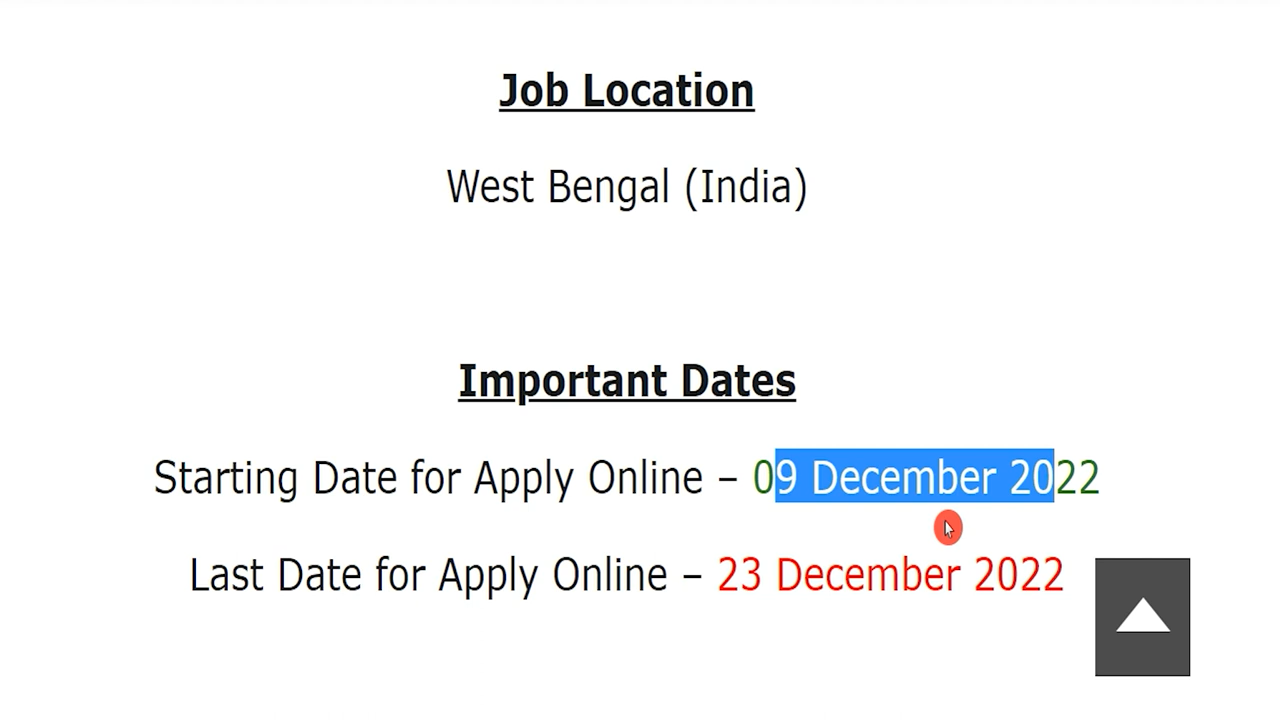 Job Location
West Bengal (India)
Important Dates
Starting Date for Apply Online – 09 December 2022
Last Date for Apply Online – 23 December 2022